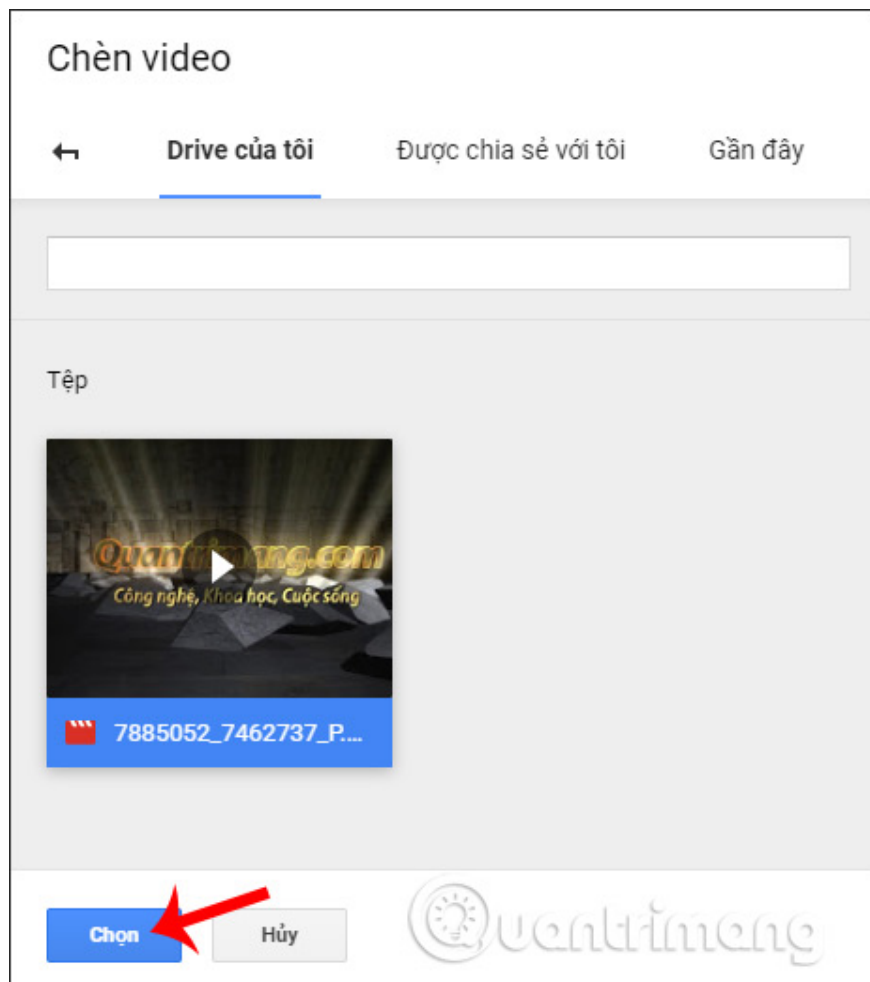 Chèn video
Drive của tôi Được chia sẻ với tôi Gần đây
Tệp
Quantrimang.com
Công nghệ, Khoa học, Cuộc sống
7885052_7462737_P....
Chọn Hủy
Quantrimang